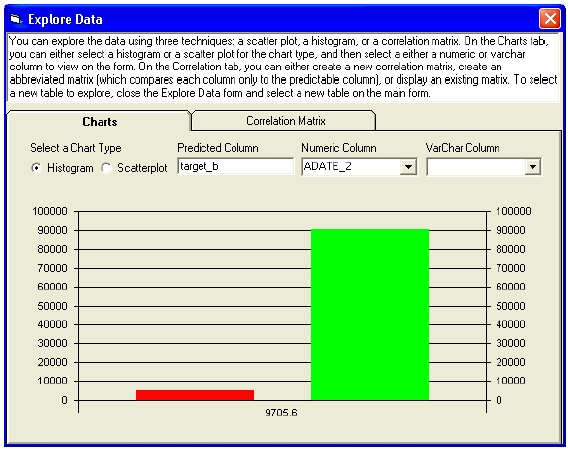 Explore Data
You can explore the data using three techniques: a scatter plot, a histogram, or a correlation matrix. On the Charts tab,
you can either select a histogram or a scatter plot for the chart type, and then select a either a numeric or varchar
column to view on the form. On the Correlation tab, you can either create a new correlation matrix, create an
abbreviated matrix (which compares each column only to the predictable column), or display an existing matrix. To select
a new table to explore, close the Explore Data form and select a new table on the main form.
Charts Correlation Matrix
Select a Chart Type Predicted Column Numeric Column VarChar Column
Histogram Scatterplot target_b ADATE_2
100000 100000
90000 90000
80000 80000
70000 70000
60000 60000
50000 50000
40000 40000
30000 30000
20000 20000
10000 10000
0 0
9705.6